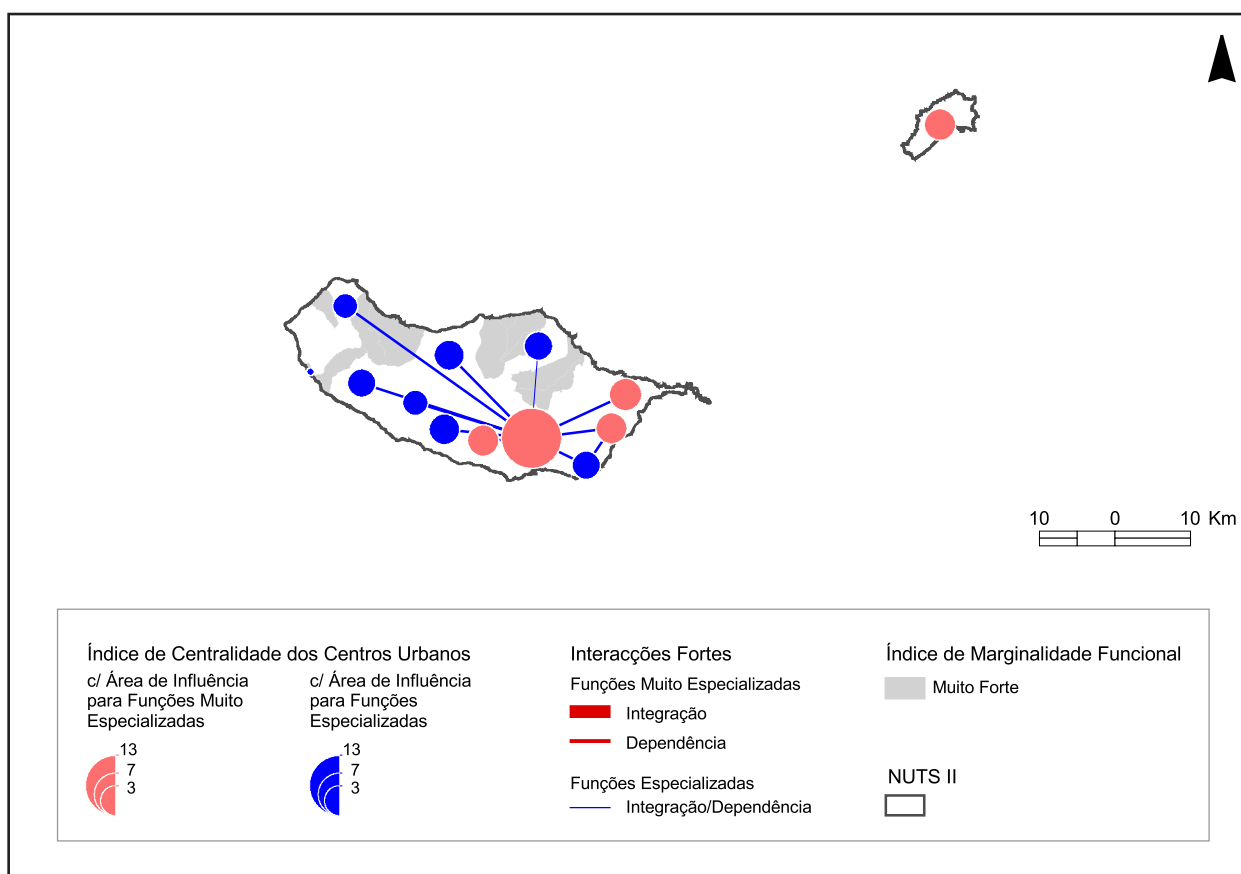 10 0 10 Km
Índice de Centralidade dos Centros Urbanos
c/ Área de Influência
para Funções Muito
Especializadas
13
7
3
c/ Área de Influência
para Funções
Especializadas
13
7
3
Interacções Fortes
Funções Muito Especializadas
Integração
Dependência
Funções Especializadas
Integração/Dependência
Índice de Marginalidade Funcional
Muito Forte
NUTS II